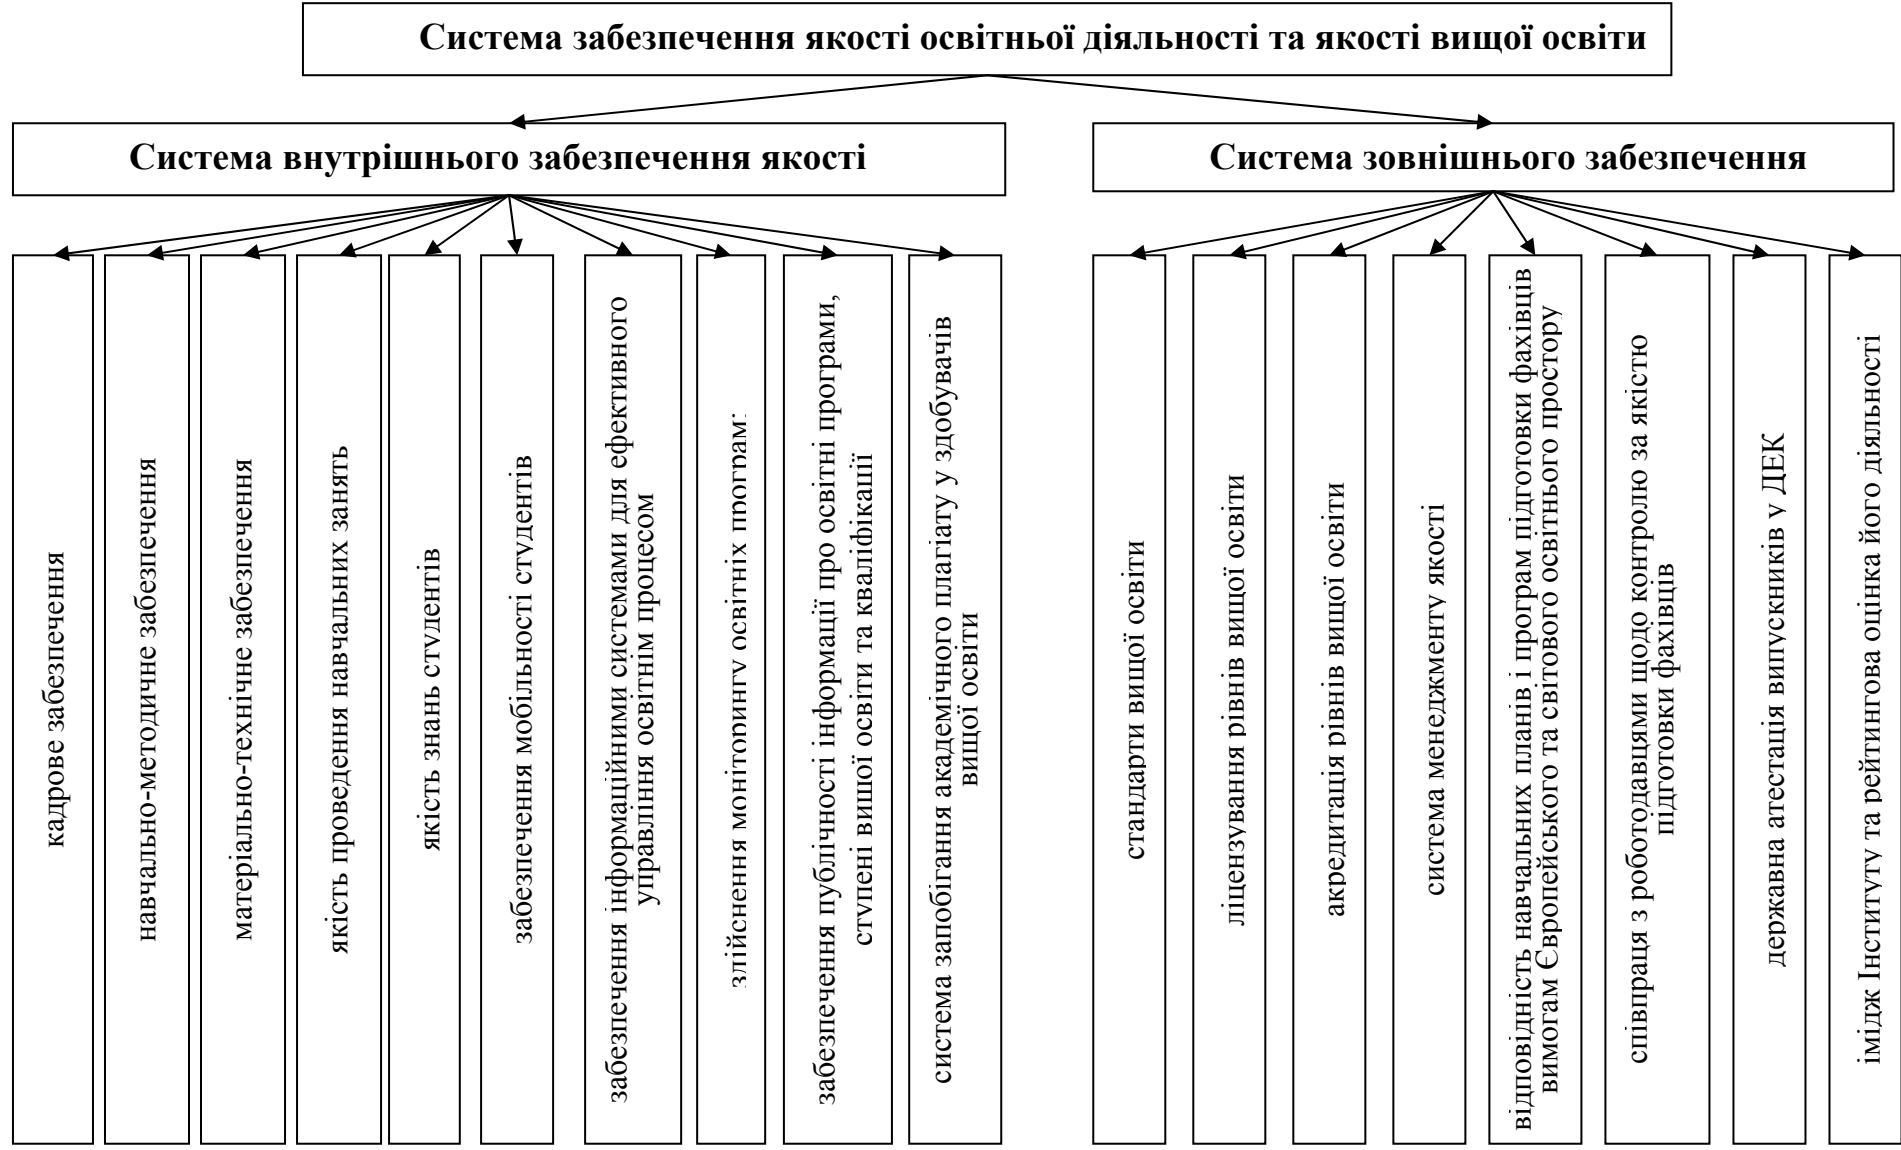 Система забезпечення якості освітньої діяльності та якості вищої освіти
Система внутрішнього забезпечення якості
Система зовнішнього забезпечення
кадрове забезпечення
навчально-методичне забезпечення
матеріально-технічне забезпечення
якість проведення навчальних занять
якість знань студентів
забезпечення мобільності студентів
забезпечення інформаційними системами для ефективного
управління освітнім процесом
здійснення моніторингу освітніх програм
забезпечення публічності інформації про освітні програми,
ступені вищої освіти та кваліфікації
система запобігання академічного плагіату у здобувачів
вищої освіти
стандарти вищої освіти
ліцензування рівнів вищої освіти
акредитація рівнів вищої освіти
система менеджменту якості
відповідність навчальних планів і програм підготовки фахівців
вимогам Європейського та світового освітнього простору
співпраця з роботодавцями щодо контролю за якістю
підготовки фахівців
державна атестація випускників у ДЕК
імідж Інституту та рейтингова оцінка його діяльності